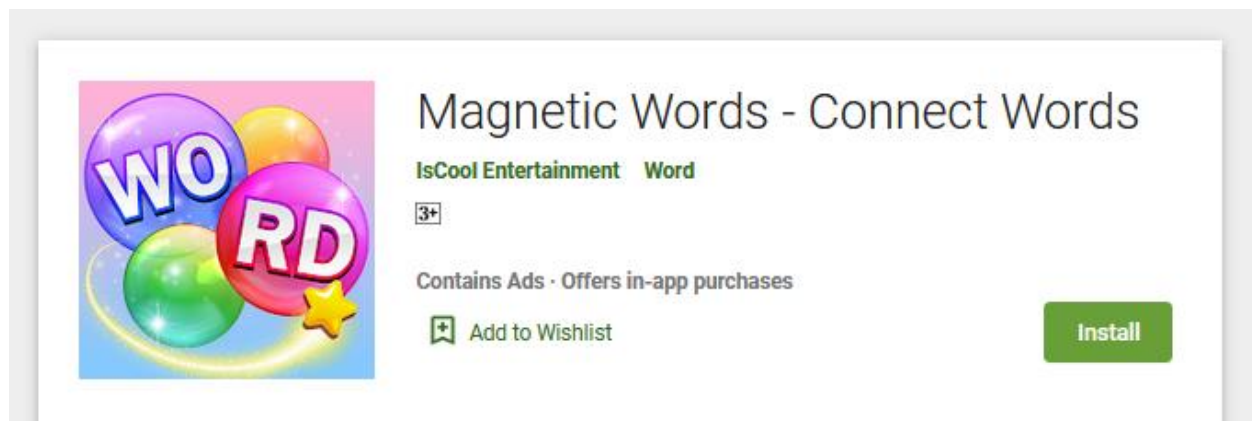 WO
RD
Magnetic Words - Connect Words
IsCool Entertainment Word
3+
Contains Ads · Offers in-app purchases
Add to Wishlist
Install